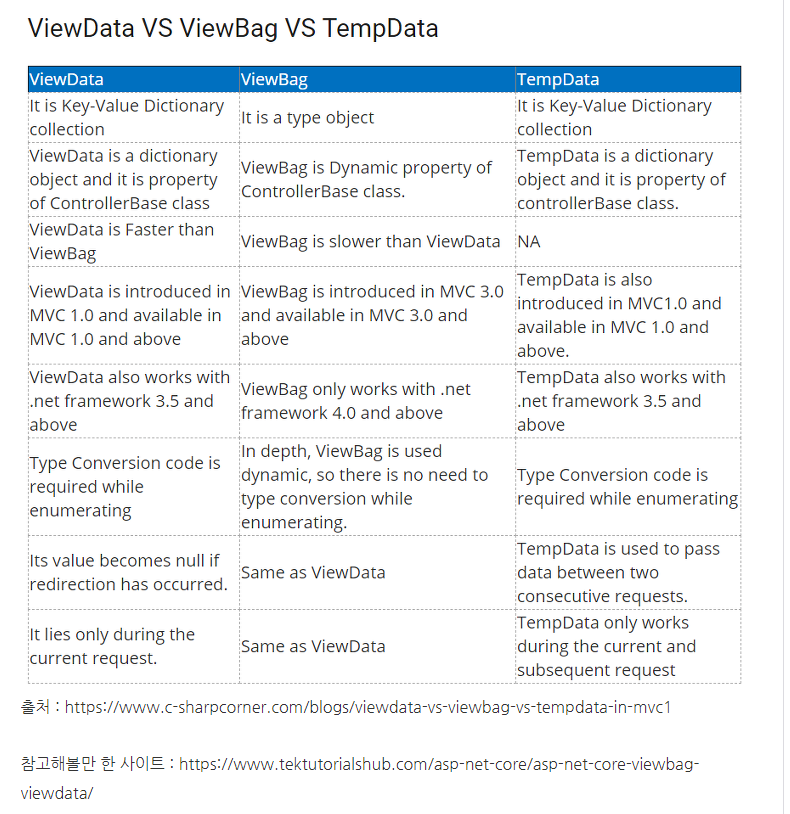 ViewData VS ViewBag VS TempData
ViewData ViewBag TempData
It is Key-Value Dictionary
collection
It is a type object
It is Key-Value Dictionary
collection
ViewData is a dictionary
object and it is property
of ControllerBase class
ViewBag is Dynamic property of
ControllerBase class.
TempData is a dictionary
object and it is property of
controllerBase class.
ViewData is Faster than
ViewBag
ViewBag is slower than ViewData
NA
ViewData is introduced in
MVC 1.0 and available in
MVC 1.0 and above
ViewBag is introduced in MVC 3.0
and available in MVC 3.0 and
above
TempData is also
introduced in MVC1.0 and
available in MVC 1.0 and
above.
ViewData also works with
.net framework 3.5 and
above
ViewBag only works with .net
framework 4.0 and above
TempData also works with
.net framework 3.5 and
above
Type Conversion code is
required while
enumerating
In depth, ViewBag is used
dynamic, so there is no need to
type conversion while
enumerating.
Type Conversion code is
required while enumerating
Its value becomes null if
redirection has occurred.
Same as ViewData
TempData is used to pass
data between two
consecutive requests.
It lies only during the
current request.
Same as ViewData
TempData only works
during the current and
subsequent request
출처 : https://www.c-sharpcorner.com/blogs/viewdata-vs-viewbag-vs-tempdata-in-mvc1
참고해볼만 한 사이트 : https://www.tektutorialshub.com/asp-net-core/asp-net-core-viewbag-
viewdata/